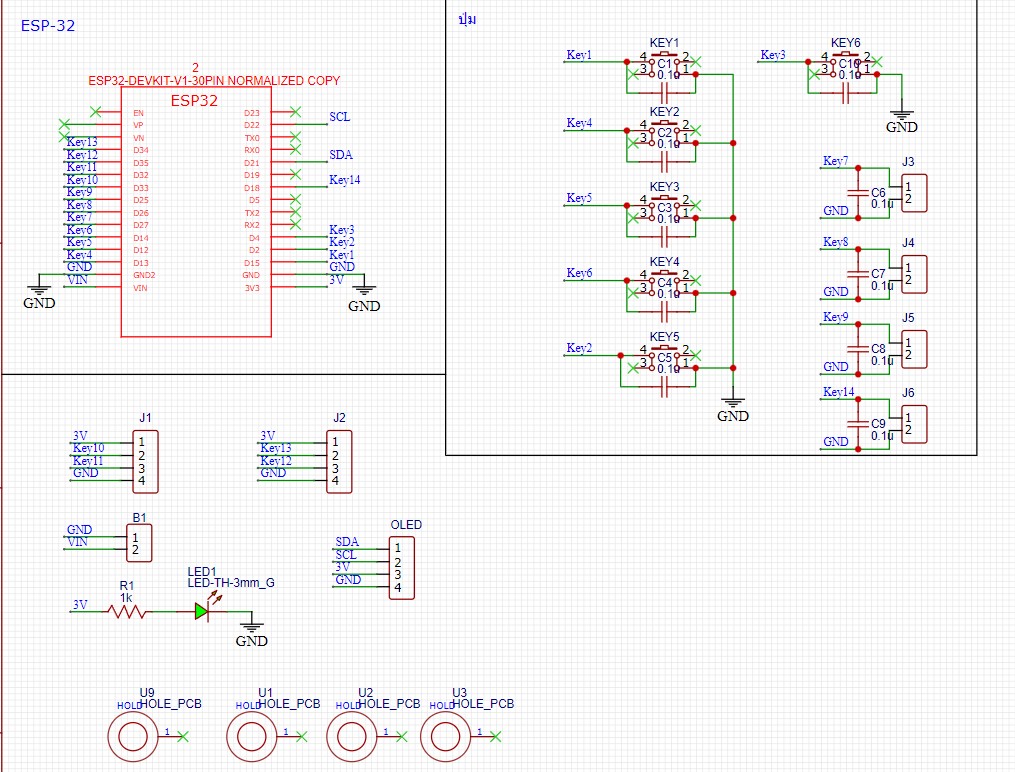 ESP-32
2
ESP32-DEVKIT-V1-30PIN NORMALIZED COPY
ESP32
EN D23
VP D22 SCL
VN TX0
Key13 D34 RX0
Key12 D35 D21 SDA
Key11 D32 D19
Key10 D33 D18 Key14
Key9 D25 D5
Key8 D26 TX2
Key7 D27 RX2
Key6 D14 D4 Key3
Key5 D12 D2 Key2
Key4 D13 D15 Key1
GND GND2 GND GND
VIN VIN 3V3 3V
GND
GND
ปุ่ม
KEY1
Key1 4 2
C1
3 1
0.1u
KEY2
Key4 4 2
C2
3 1
0.1u
KEY3
Key5 4 2
C3
3 1
0.1u
KEY4
Key6 4 2
C4
3 1
0.1u
KEY5
Key2 4 2
C5
3 1
0.1u
GND
KEY6
Key3 4 2
C10
3 1
0.1u
GND
Key7 J3
1
C6 2
0.1u
GND
Key8 J4
1
C7 2
0.1u
GND
Key9 J5
1
C8 2
0.1u
GND
Key14 J6
1
C9 2
0.1u
GND
J1
3V 1
Key10 2
Key11 3
GND 4
J2
3V 1
Key13 2
Key12 3
GND 4
B1
GND 1
VIN 2
OLED
SDA 1
SCL 2
3V 3
GND 4
R1
1k
3V
LED1
LED-TH-3mm_G
GND
U9
HOLD HOLE_PCB
1
U1
HOLD HOLE_PCB
1
U2
HOLD HOLE_PCB
1
U3
HOLD HOLE_PCB
1